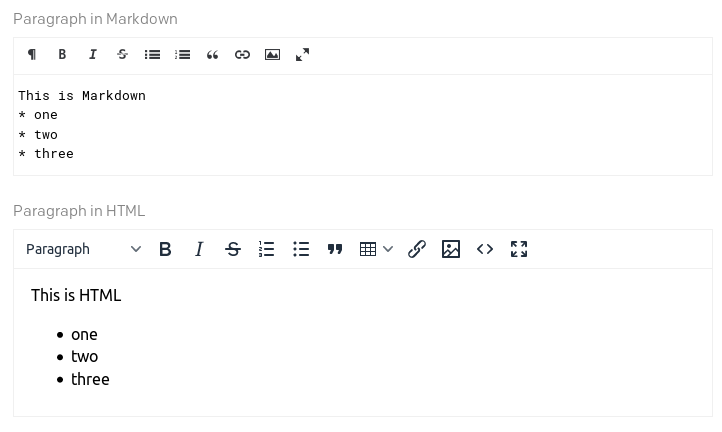 Paragraph in Markdown
¶ B I S
This is Markdown
* one
* two
* three
Paragraph in HTML
Paragraph B I S
This is HTML
• one
• two
• three